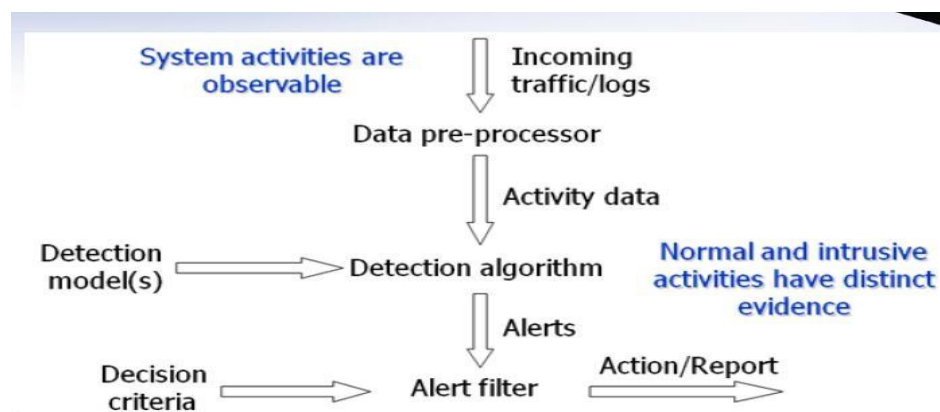 System activities are
observable
Incoming
traffic/logs
Data pre-processor
Activity data
Detection
model(s)
Detection algorithm
Normal and intrusive
activities have distinct
evidence
Alerts
Decision
criteria
Alert filter
Action/Report